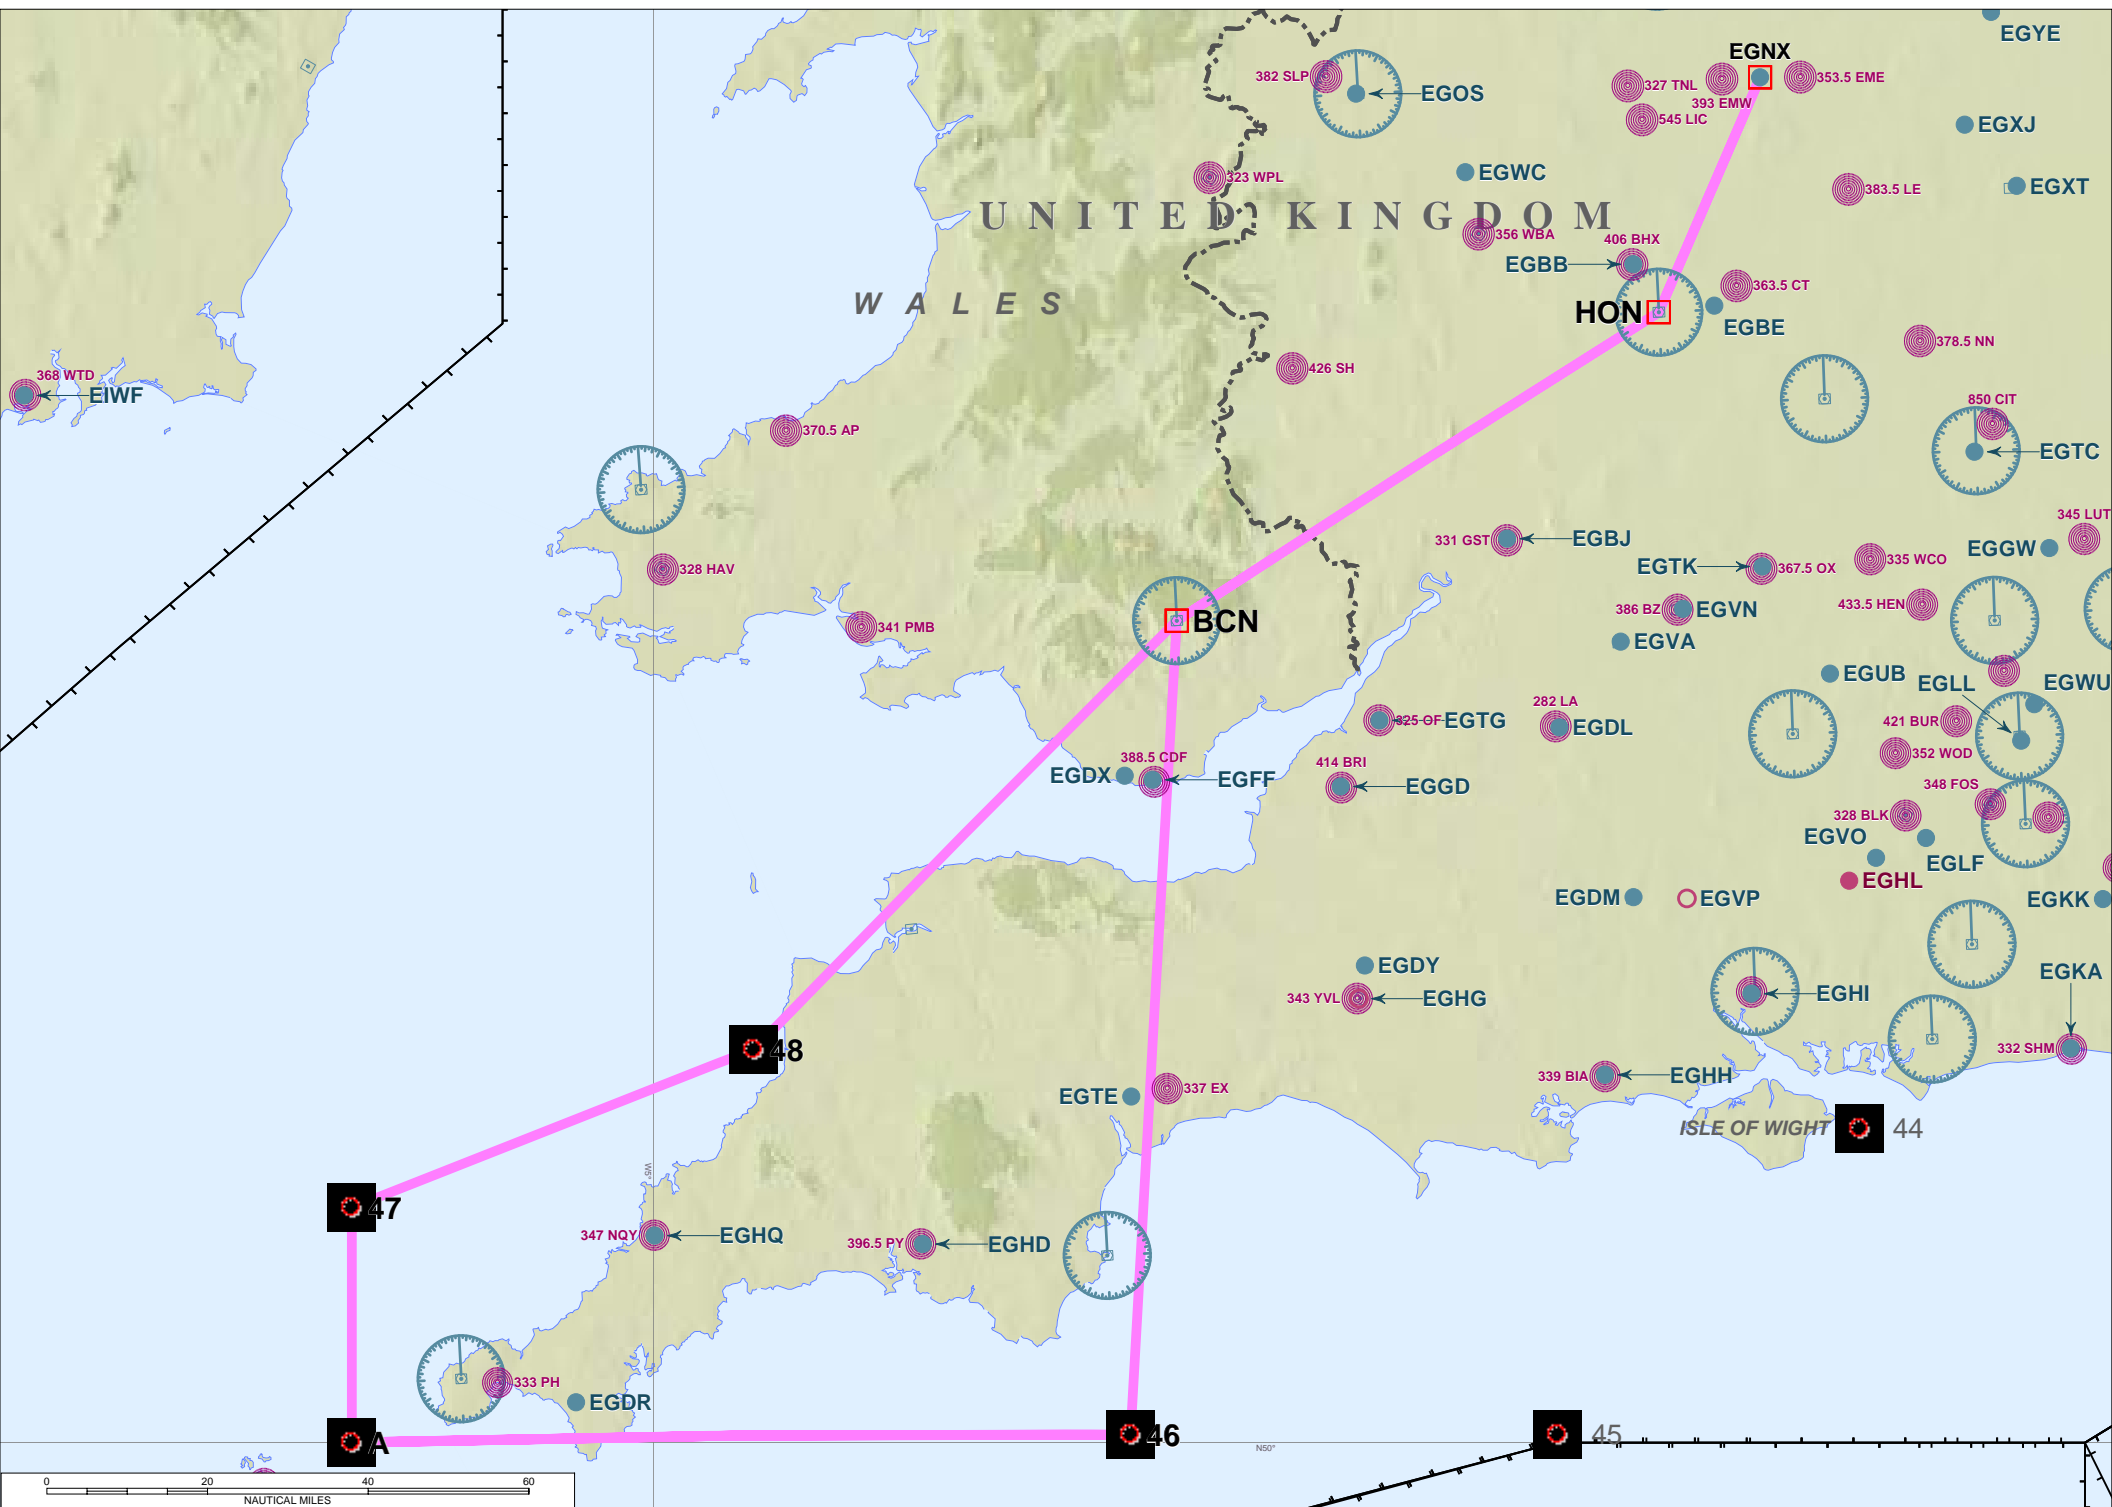 EGYE
EGNX
382 SLP
EGOS
327 TNL
393 EMW
353.5 EME
545 LIC
EGXJ
EGWC
323 WPL
383.5 LE
EGXT
UNITED KINGDOM
356 WBA
406 BHX
EGBB
363.5 CT
WALES
HON
EGBE
378.5 NN
426 SH
368 WTD
EIWF
850 CIT
370.5 AP
EGTC
345 LUT
331 GST
EGBJ
EGGW
328 HAV
EGTK
367.5 OX
335 WCO
386 BZ
EGVN
433.5 HEN
BCN
341 PMB
EGVA
EGUB
EGLL
EGWU
282 LA
325 OF
EGTG
EGDL
421 BUR
352 WOD
388.5 CDF
EGDX
EGFF
414 BRI
EGGD
348 FOS
328 BLK
EGVO
EGLF
EGHL
EGDM
EGVP
EGKK
EGDY
EGKA
343 YVL
EGHG
EGHI
48
332 SHM
339 BIA
EGHH
EGTE
337 EX
ISLE OF WIGHT
44
W5°
47
347 NQY
EGHQ
396.5 PY
EGHD
333 PH
EGDR
A
46
45
N50°
0 20 40 60
NAUTICAL MILES